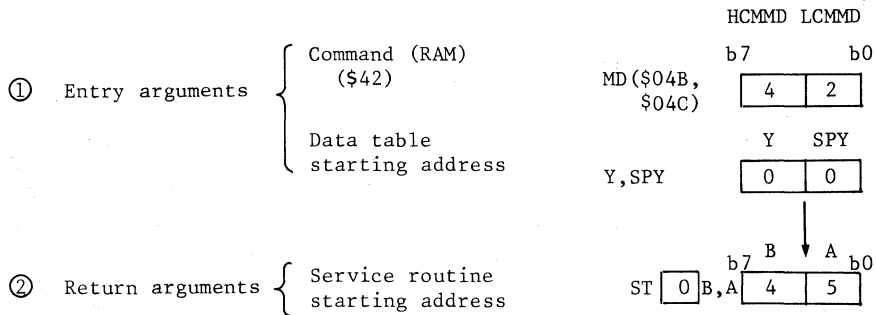 HCMMD LCMMD
b7 b0
① Entry arguments
Command (RAM)
($42)
MD($04B,
$04C)
4 2
Data table
starting address
Y SPY
Y,SPY 0 0
② Return arguments
Service routine
starting address
b7 B A b0
ST 0 B,A 4 5